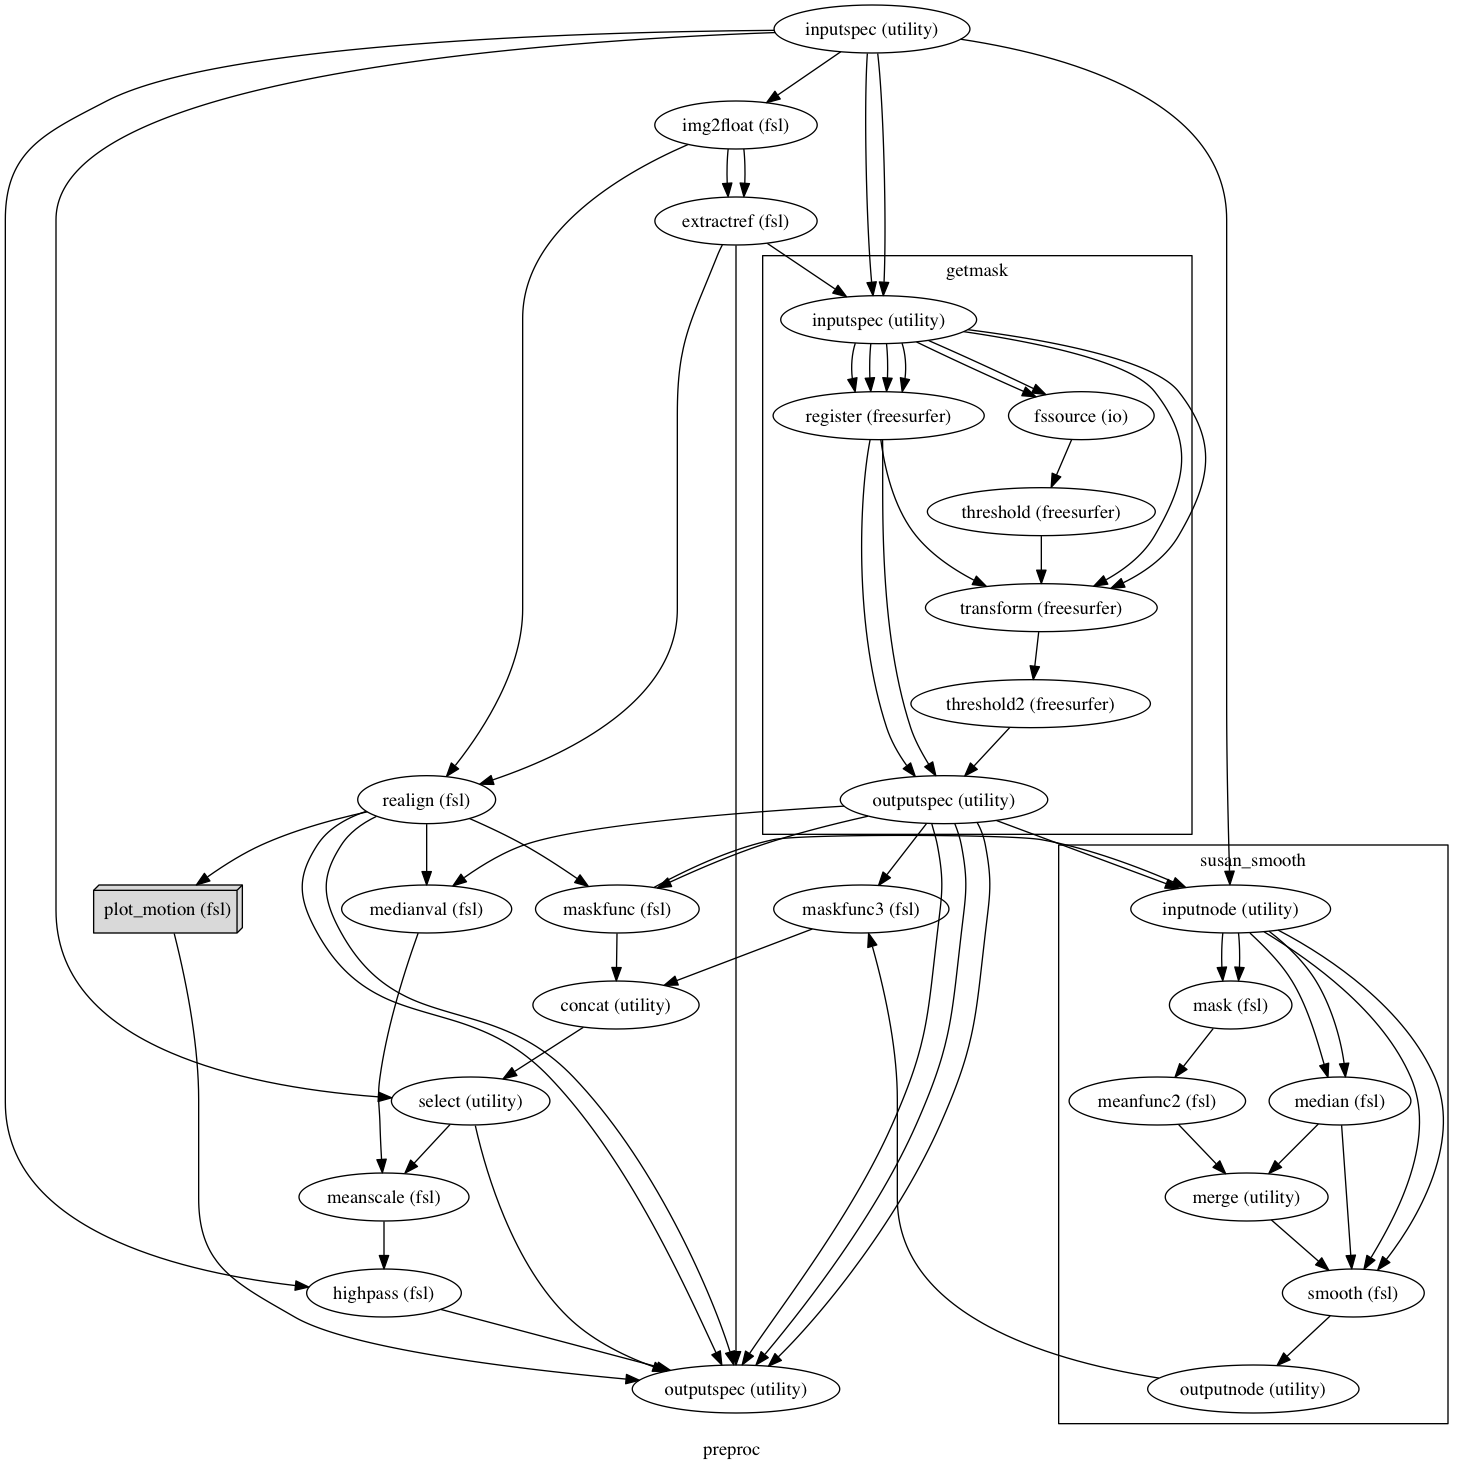 inputspec (utility)
img2float (fsl)
extractref (fsl)
getmask
inputspec (utility)
register (freesurfer)
fssource (io)
threshold (freesurfer)
transform (freesurfer)
threshold2 (freesurfer)
realign (fsl)
outputspec (utility)
susan_smooth
plot_motion (fsl)
medianval (fsl)
maskfunc (fsl)
maskfunc3 (fsl)
inputnode (utility)
concat (utility)
mask (fsl)
select (utility)
meanfunc2 (fsl)
median (fsl)
meanscale (fsl)
merge (utility)
highpass (fsl)
smooth (fsl)
outputspec (utility)
outputnode (utility)
preproc